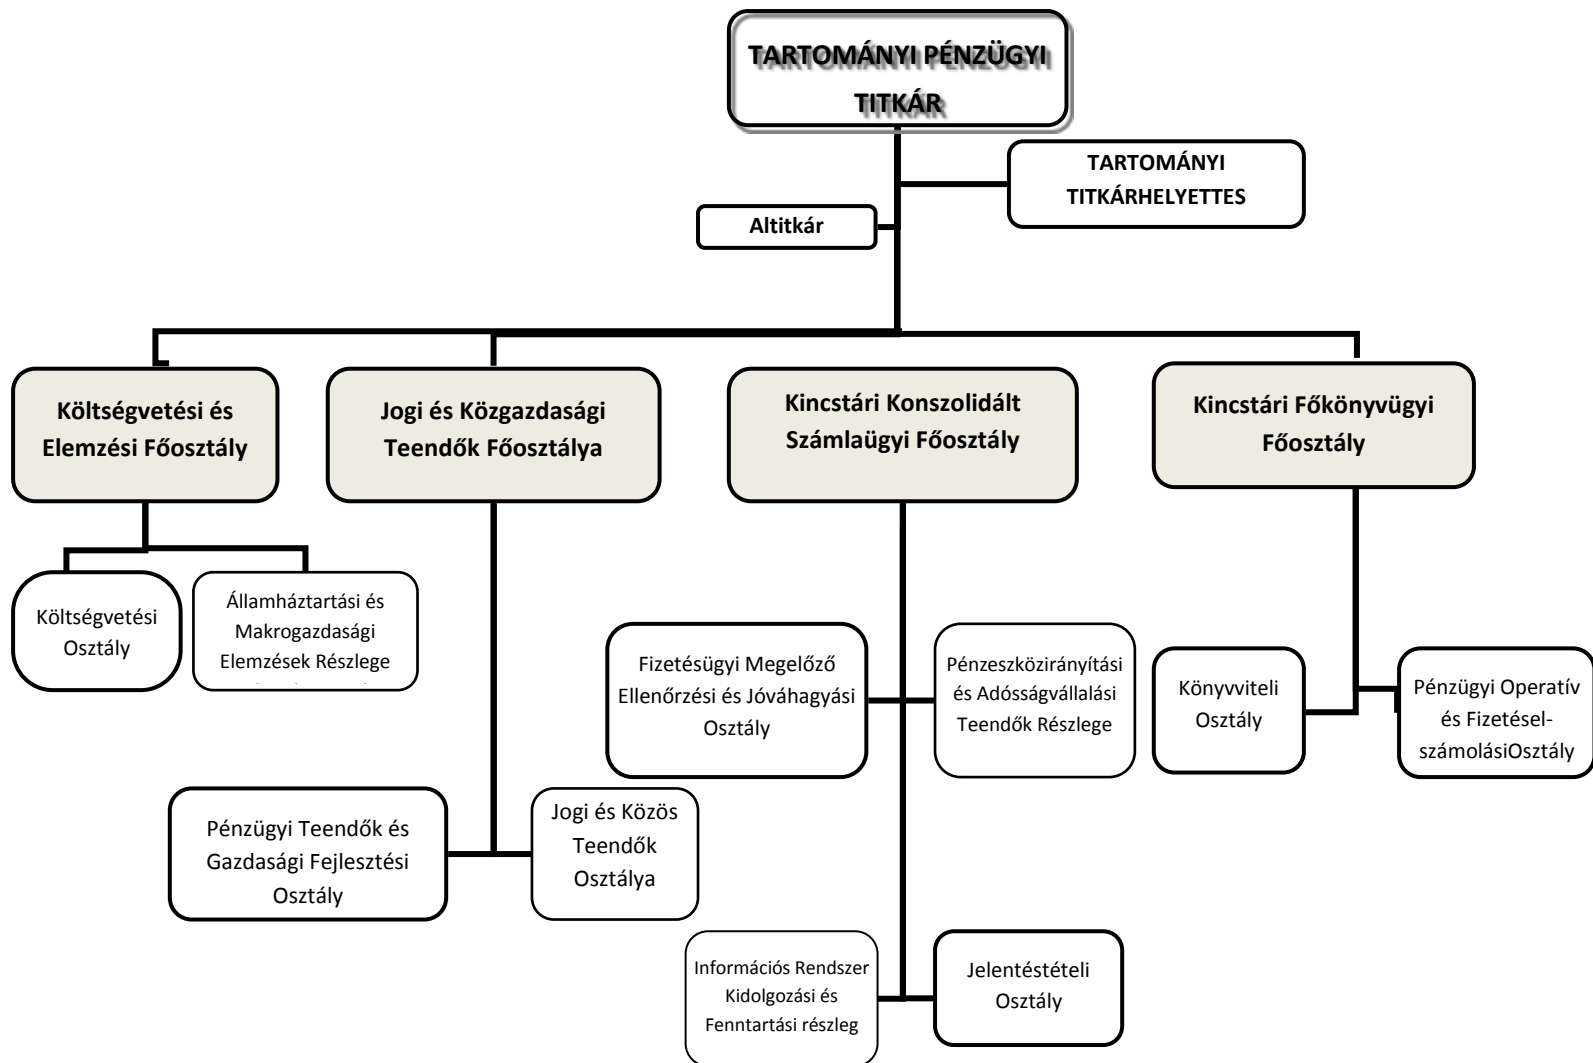 TARTOMÁNYI PÉNZÜGYI
TITKÁR
TARTOMÁNYI
TITKÁRHELYETTES
Altitkár
Költségvetési és
Elemzési Főosztály
Jogi és Közgazdasági
Teendők Főosztálya
Kincstári Konszolidált
Számlaügyi Főosztály
Kincstári Főkönyvügyi
Főosztály
Költségvetési
Osztály
Államháztartási és
Makrogazdasági
Elemzések Részlege
Fizetésügyi Megelőző
Ellenőrzési és Jóváhagyási
Osztály
Pénzeszközirányítási
és Adósságvállalási
Teendők Részlege
Könyvviteli
Osztály
Pénzügyi Operatív
és Fizetésel-
számolásiOsztály
Pénzügyi Teendők és
Gazdasági Fejlesztési
Osztály
Jogi és Közös
Teendők
Osztálya
Információs Rendszer
Kidolgozási és
Fenntartási részleg
Jelentéstételi
Osztály